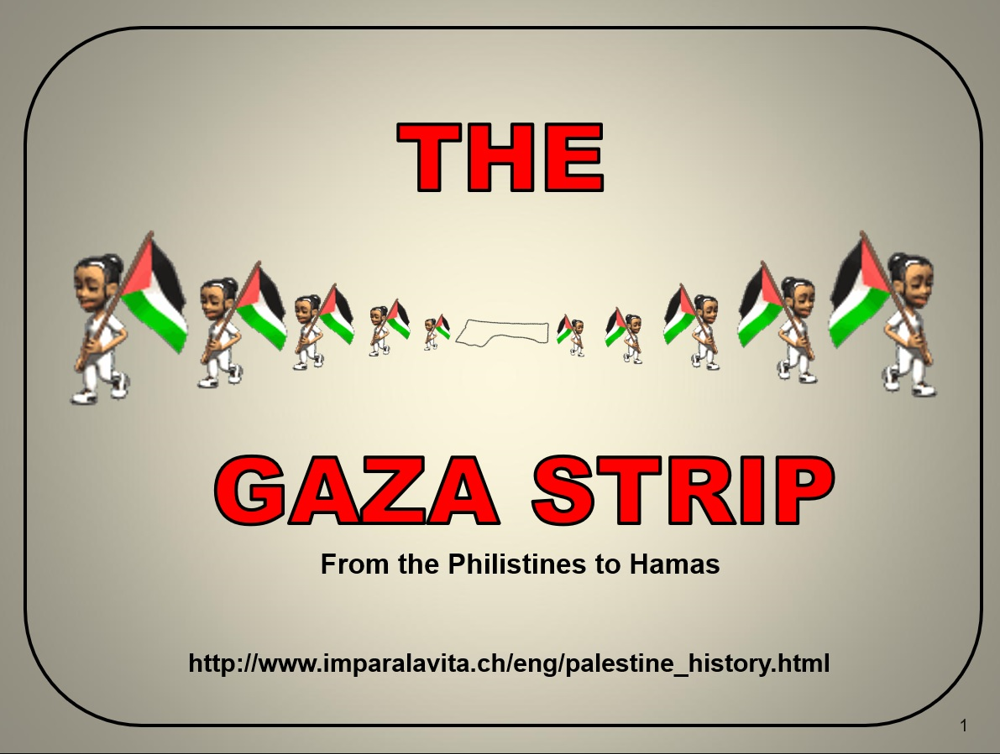 THE
GAZA STRIP
From the Philistines to Hamas
http://www.imparalavita.ch/eng/palestine_history.html
1